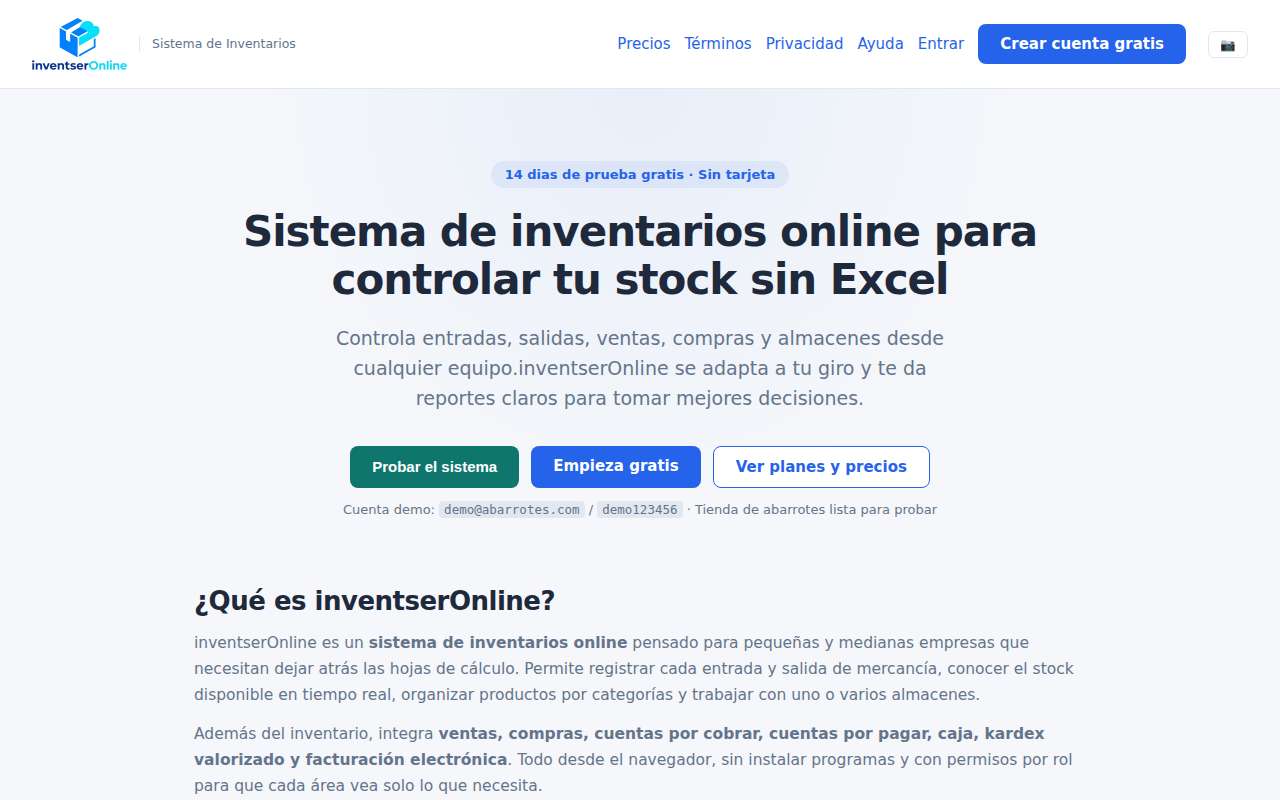 inventserOnline
Sistema de Inventarios
Precios Términos Privacidad Ayuda Entrar Crear cuenta gratis
14 dias de prueba gratis · Sin tarjeta
Sistema de inventarios online para
controlar tu stock sin Excel
Controla entradas, salidas, ventas, compras y almacenes desde
cualquier equipo.inventserOnline se adapta a tu giro y te da
reportes claros para tomar mejores decisiones.
Probar el sistema Empieza gratis Ver planes y precios
Cuenta demo: demo@abarrotes.com / demo123456 · Tienda de abarrotes lista para probar
¿Qué es inventserOnline?
inventserOnline es un sistema de inventarios online pensado para pequeñas y medianas empresas que
necesitan dejar atrás las hojas de cálculo. Permite registrar cada entrada y salida de mercancía, conocer el stock
disponible en tiempo real, organizar productos por categorías y trabajar con uno o varios almacenes.
Además del inventario, integra ventas, compras, cuentas por cobrar, cuentas por pagar, caja, kardex
valorizado y facturación electrónica. Todo desde el navegador, sin instalar programas y con permisos por rol
para que cada área vea solo lo que necesita.